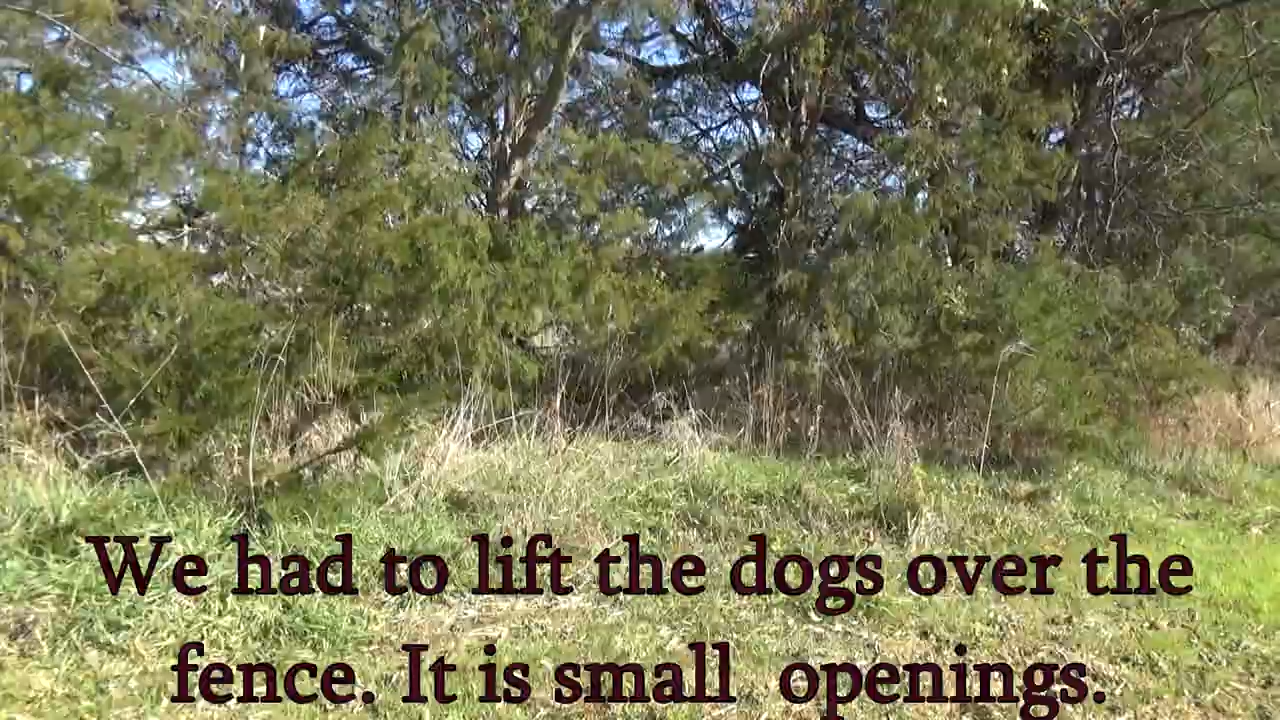 We had to lift the dogs over the
fence. It is small  openings.